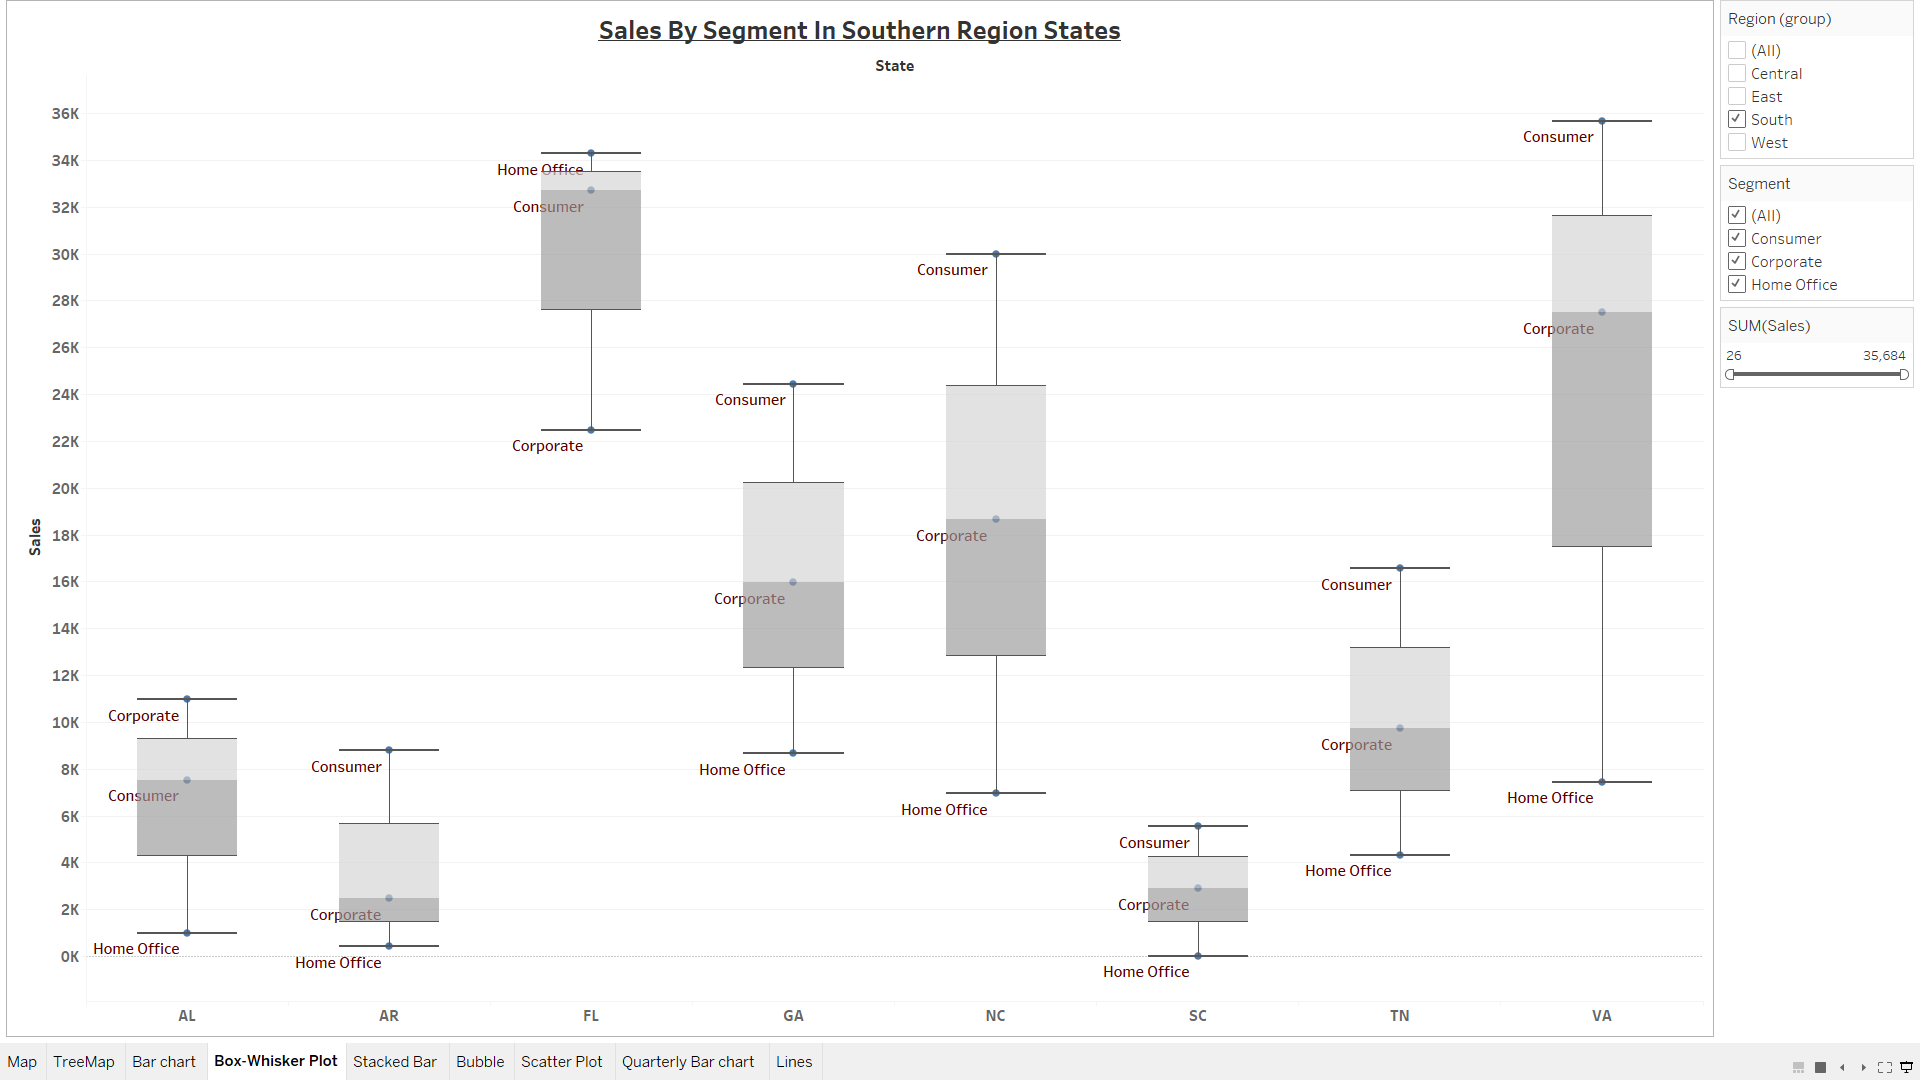 Sales By Segment In Southern Region States
State
Sales
36K
34K
32K
30K
28K
26K
24K
22K
20K
18K
16K
14K
12K
10K
8K
6K
4K
2K
0K
Corporate
Consumer
Home Office
Consumer
Corporate
Home Office
Home Office
Consumer
Corporate
Consumer
Corporate
Home Office
Consumer
Corporate
Home Office
Consumer
Corporate
Home Office
Consumer
Corporate
Home Office
Consumer
Corporate
Home Office
AL AR FL GA NC SC TN VA
Region (group)
(All)
Central
East
South
West
Segment
(All)
Consumer
Corporate
Home Office
SUM(Sales)
26 35,684
Map TreeMap Bar chart Box-Whisker Plot Stacked Bar Bubble Scatter Plot Quarterly Bar chart Lines